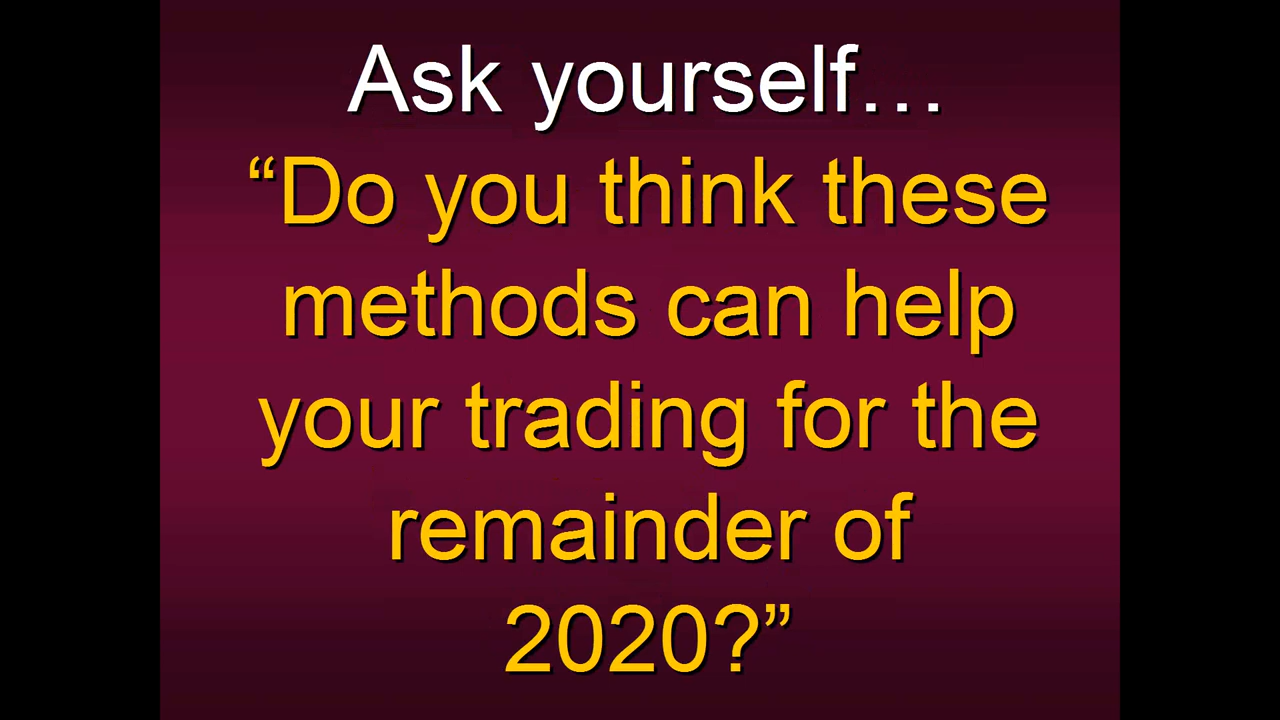 Ask yourself…
“Do you think these
methods can help
your trading for the
remainder of
2020?”